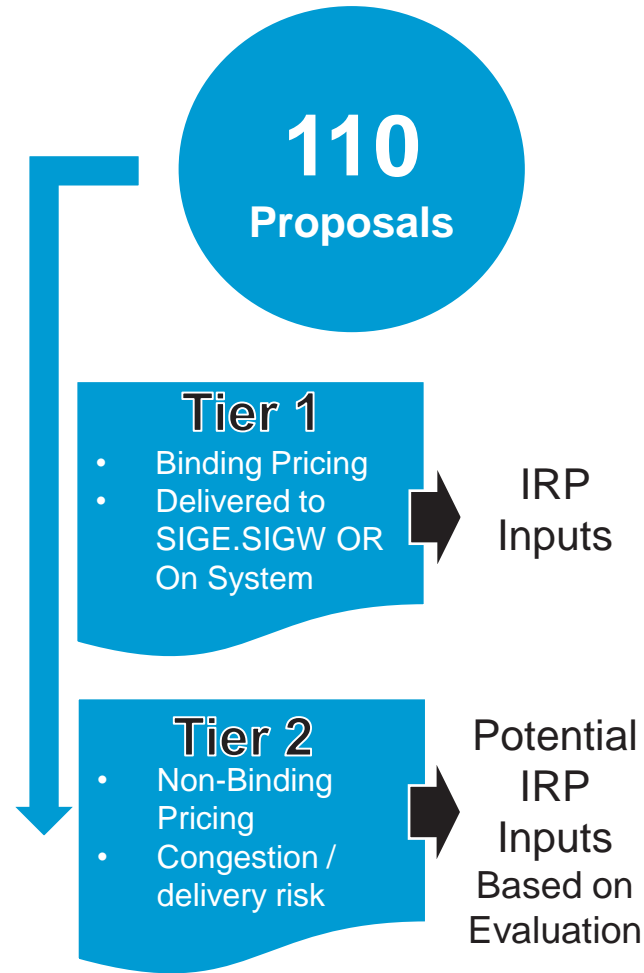 110
Proposals
Tier 1
• Binding Pricing
• Delivered to
SIGE.SIGW OR
On System
IRP
Inputs
Tier 2
• Non-Binding
Pricing
• Congestion /
delivery risk
Potential
IRP
Inputs
Based on
Evaluation